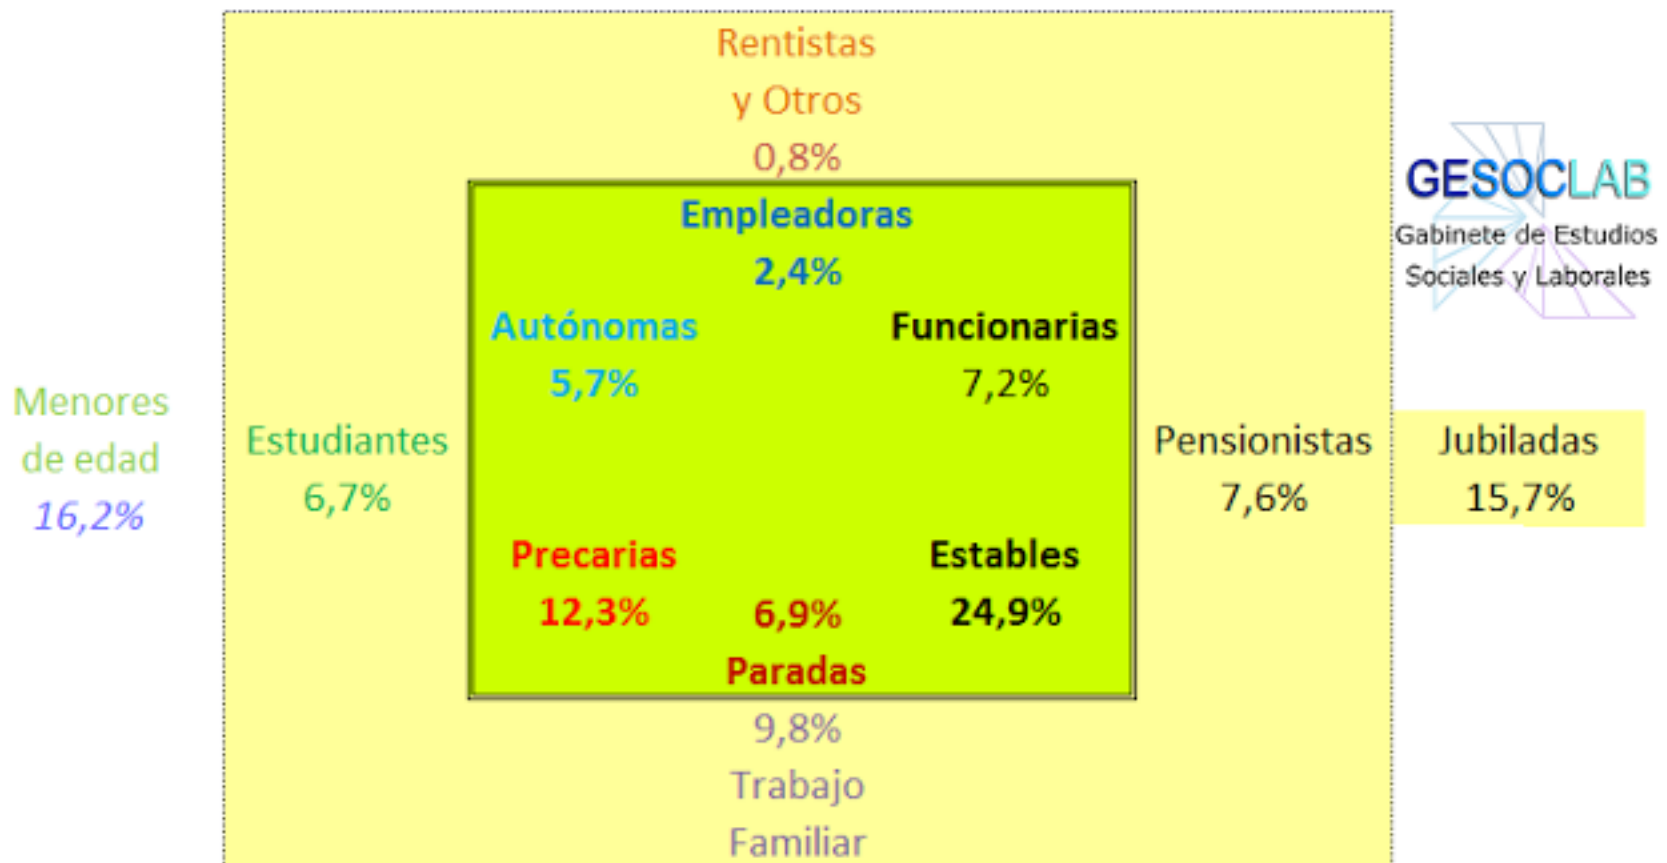 Rentistas
y Otros
0,8%
Empleadoras
2,4%
Autónomas
5,7%
Funcionarias
7,2%
GESOCLAB
Gabinete de Estudios
Sociales y Laborales
Menores
de edad
16,2%
Estudiantes
6,7%
Pensionistas
7,6%
Jubiladas
15,7%
Precarias
12,3%
6,9%
Paradas
Estables
24,9%
9,8%
Trabajo
Familiar